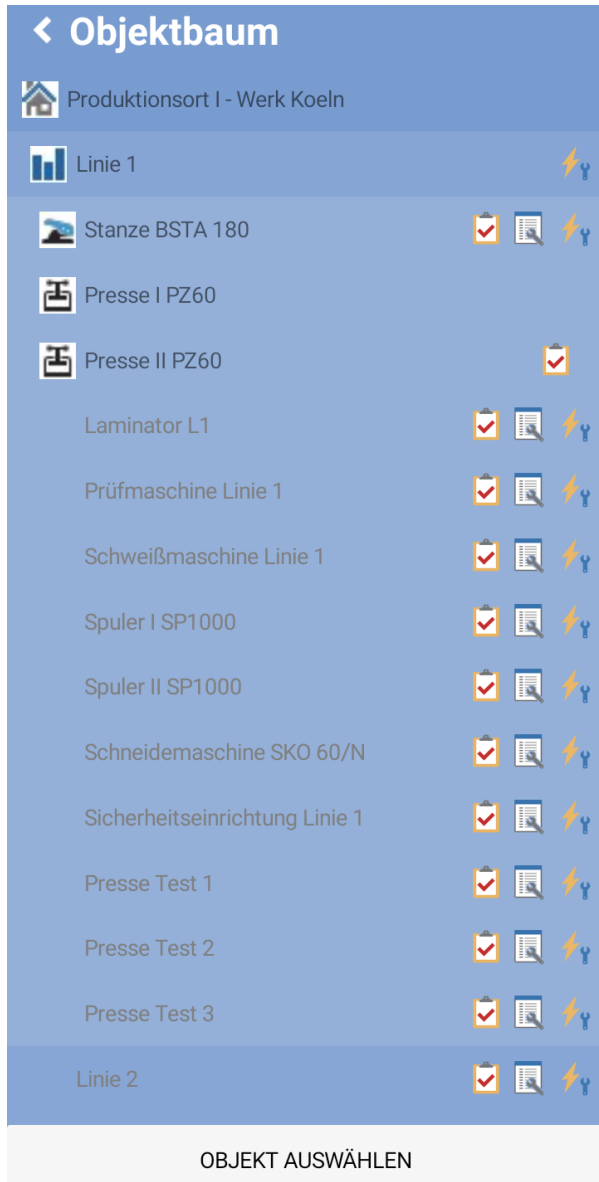 Objektbaum
Produktionsort I - Werk Koeln
Linie 1
Stanze BSTA 180
Presse I PZ60
Presse II PZ60
Laminator L1
Prüfmaschine Linie 1
Schweißmaschine Linie 1
Spuler I SP1000
Spuler II SP1000
Schneidemaschine SKO 60/N
Sicherheitseinrichtung Linie 1
Presse Test 1
Presse Test 2
Presse Test 3
Linie 2
OBJEKT AUSWÄHLEN